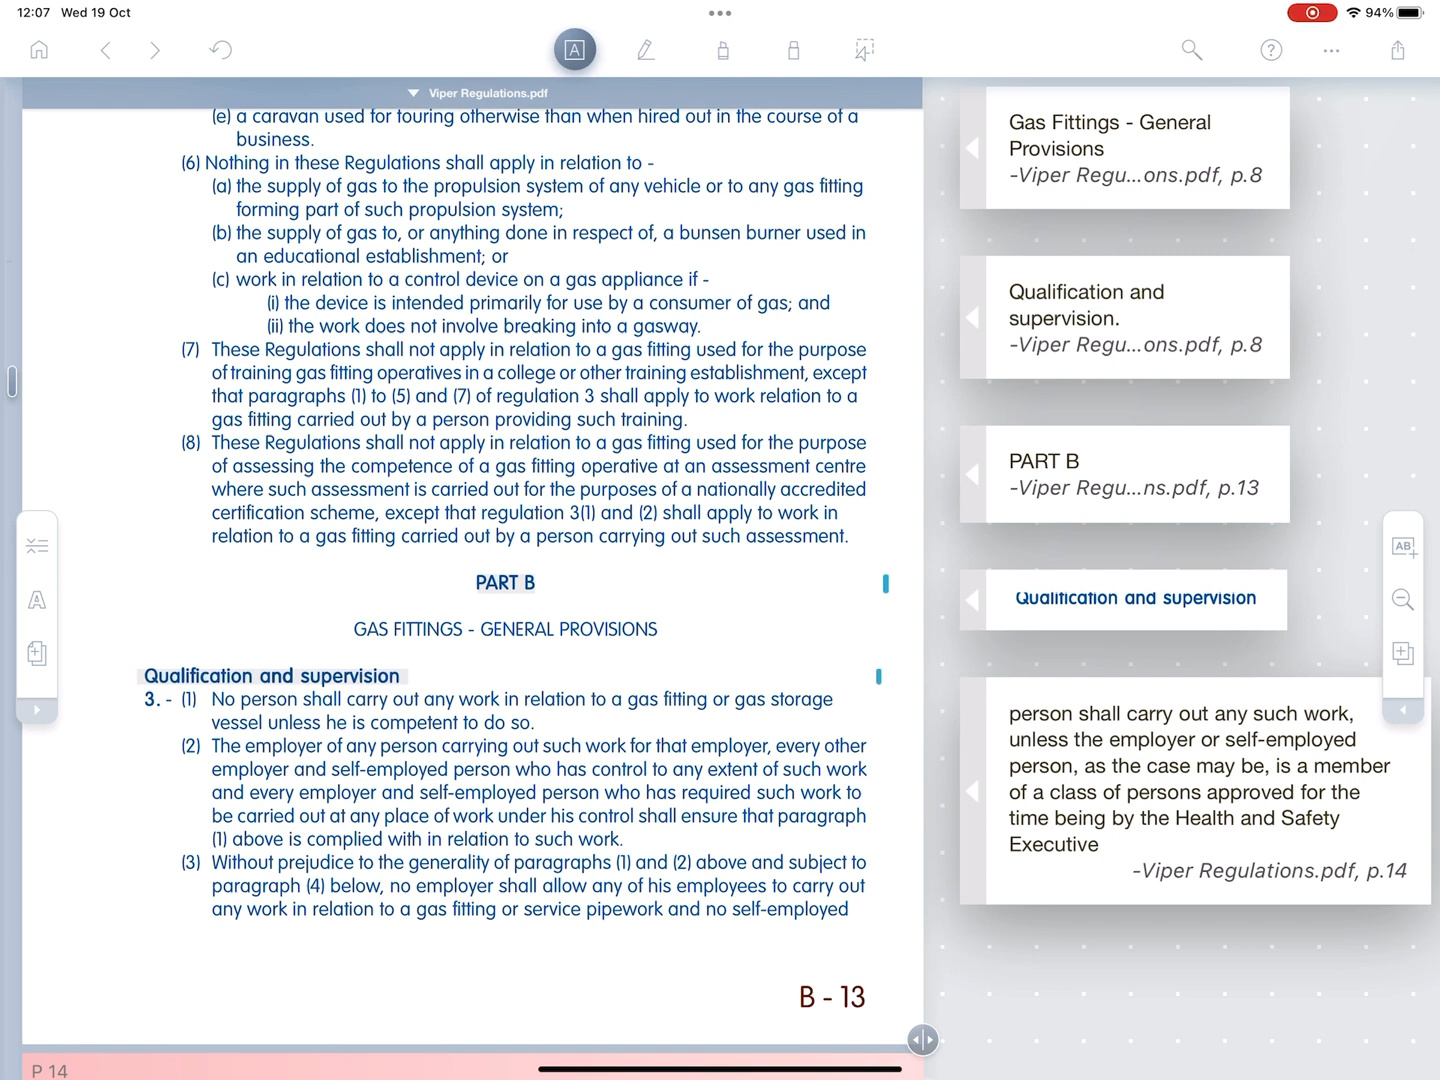 12:07 Wed 19 Oct
94%
Viper Regulations.pdf
(e) a caravan used for touring otherwise than when hired out in the course of a
business.
(6) Nothing in these Regulations shall apply in relation to -
(a) the supply of gas to the propulsion system of any vehicle or to any gas fitting
forming part of such propulsion system;
(b) the supply of gas to, or anything done in respect of, a bunsen burner used in
an educational establishment; or
(c) work in relation to a control device on a gas appliance if -
(i) the device is intended primarily for use by a consumer of gas; and
(ii) the work does not involve breaking into a gasway.
(7) These Regulations shall not apply in relation to a gas fitting used for the purpose
of training gas fitting operatives in a college or other training establishment, except
that paragraphs (1) to (5) and (7) of regulation 3 shall apply to work relation to a
gas fitting carried out by a person providing such training.
(8) These Regulations shall not apply in relation to a gas fitting used for the purpose
of assessing the competence of a gas fitting operative at an assessment centre
where such assessment is carried out for the purposes of a nationally accredited
certification scheme, except that regulation 3(1) and (2) shall apply to work in
relation to a gas fitting carried out by a person carrying out such assessment.
PART B
GAS FITTINGS - GENERAL PROVISIONS
Qualification and supervision
3. - (1) No person shall carry out any work in relation to a gas fitting or gas storage
vessel unless he is competent to do so.
(2) The employer of any person carrying out such work for that employer, every other
employer and self-employed person who has control to any extent of such work
and every employer and self-employed person who has required such work to
be carried out at any place of work under his control shall ensure that paragraph
(1) above is complied with in relation to such work.
(3) Without prejudice to the generality of paragraphs (1) and (2) above and subject to
paragraph (4) below, no employer shall allow any of his employees to carry out
any work in relation to a gas fitting or service pipework and no self-employed
B - 13
P 14
Gas Fittings - General
Provisions
-Viper Regu...ons.pdf, p.8
Qualification and
supervision.
-Viper Regu...ons.pdf, p.8
PART B
-Viper Regu...ns.pdf, p.13
Qualification and supervision
person shall carry out any such work,
unless the employer or self-employed
person, as the case may be, is a member
of a class of persons approved for the
time being by the Health and Safety
Executive
-Viper Regulations.pdf, p.14
A
A
AB